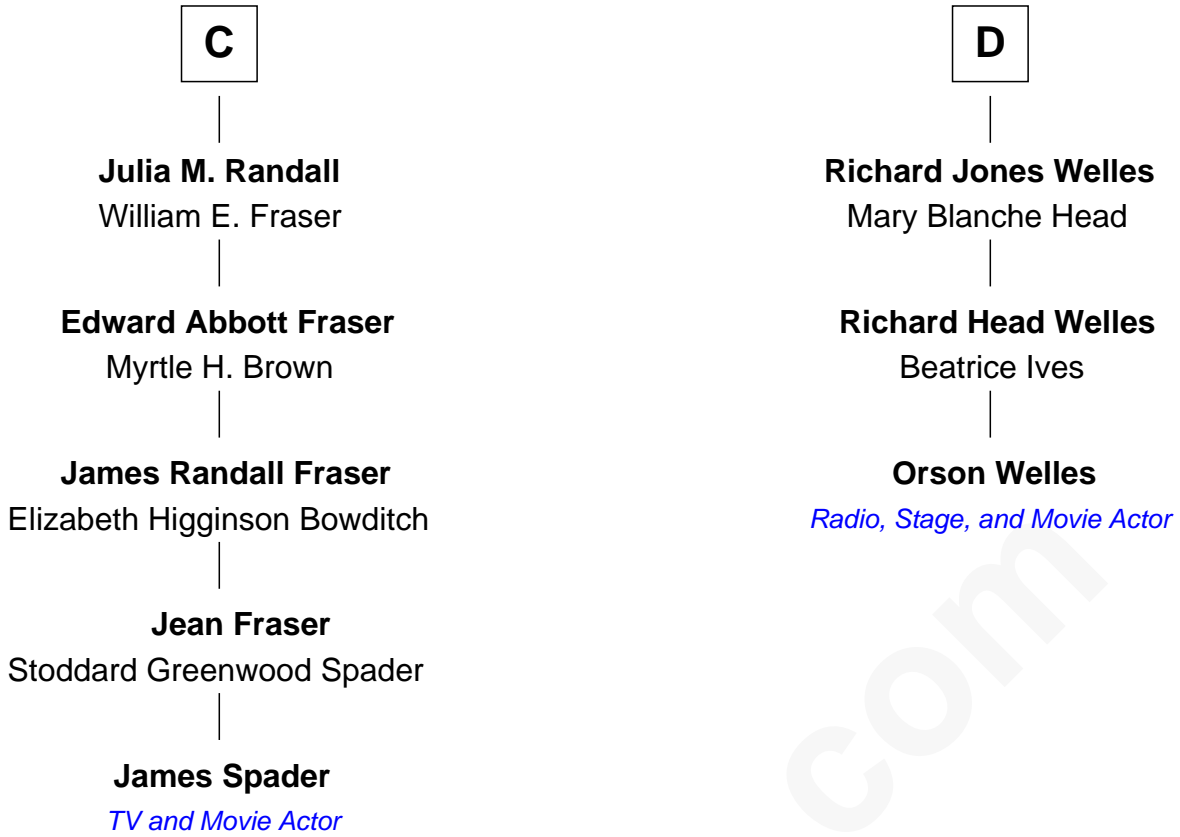 C
Julia M. Randall
William E. Fraser
Edward Abbott Fraser
Myrtle H. Brown
James Randall Fraser
Elizabeth Higginson Bowditch
Jean Fraser
Stoddard Greenwood Spader
James Spader
TV and Movie Actor
D
Richard Jones Welles
Mary Blanche Head
Richard Head Welles
Beatrice Ives
Orson Welles
Radio, Stage, and Movie Actor
com